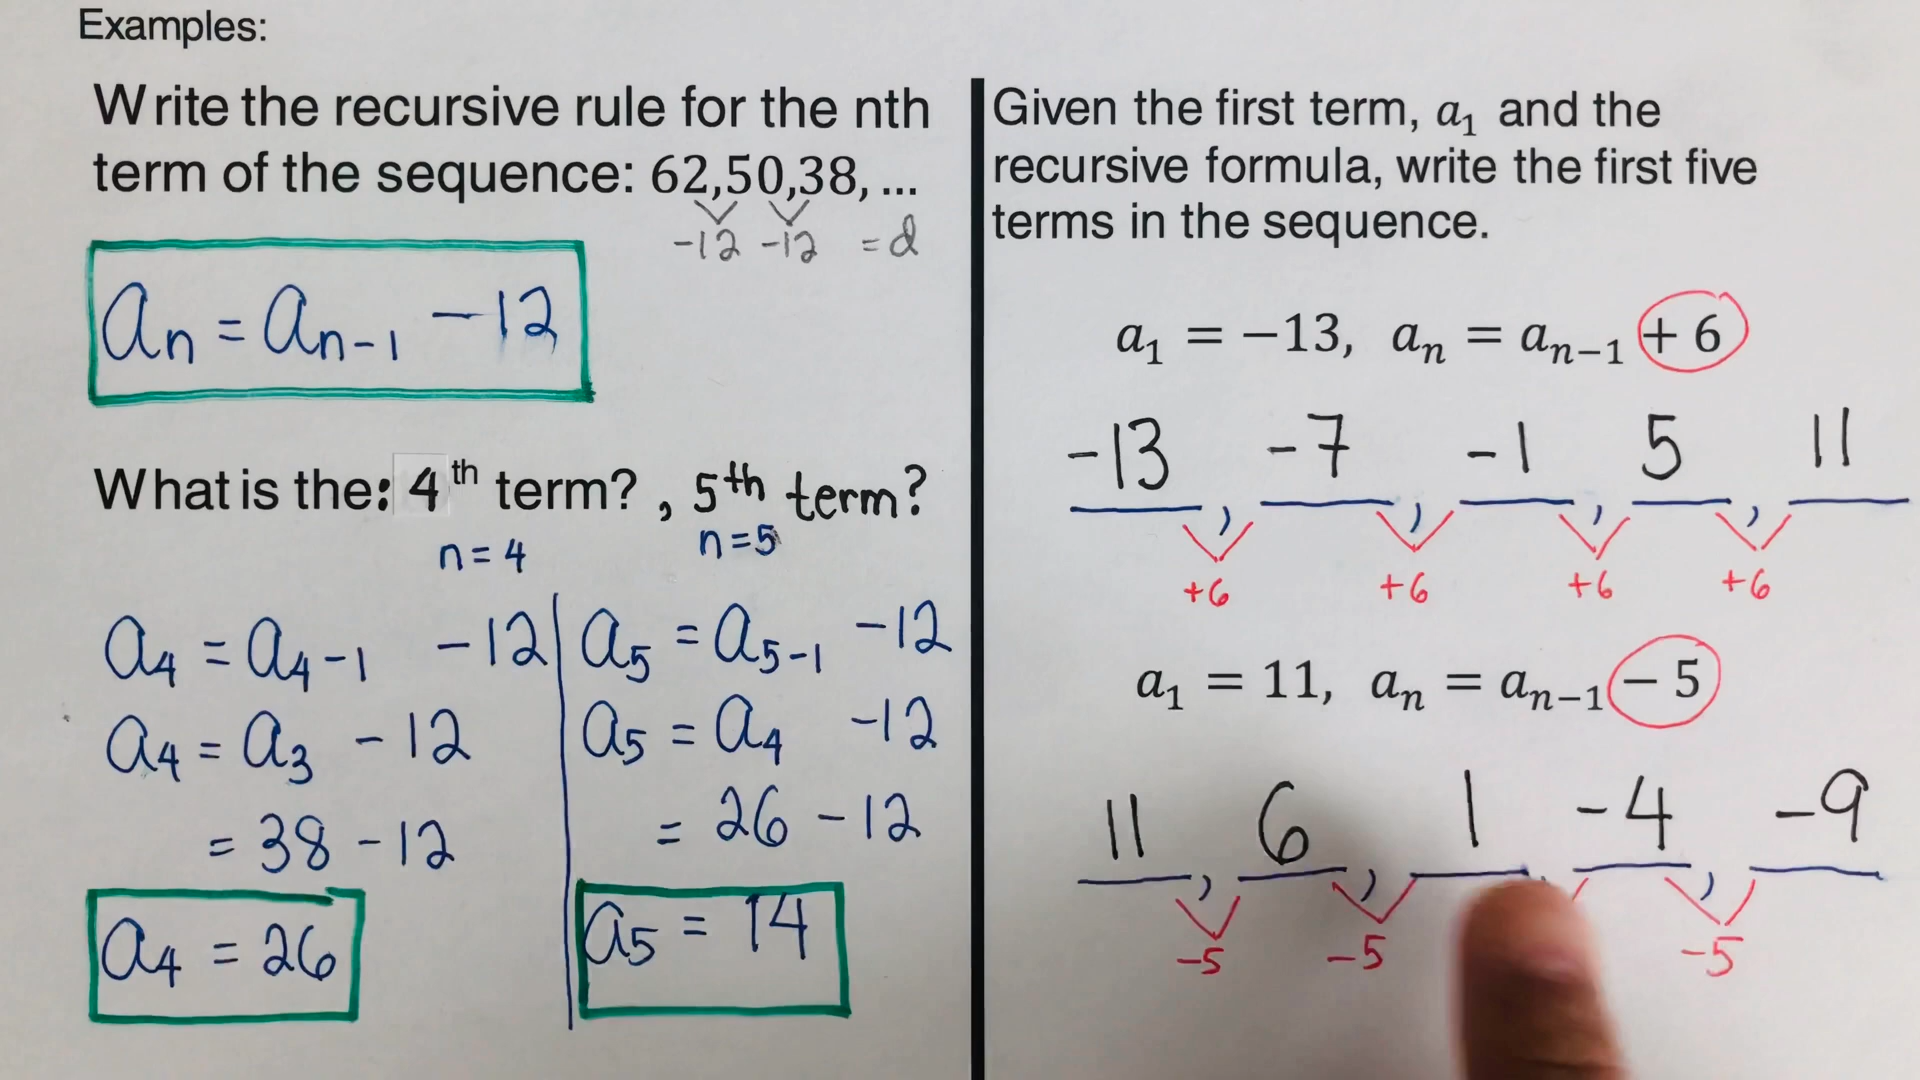 Examples:
Write the recursive rule for the nth
term of the sequence: 62,50,38, ...
-12 -12 = d
aₙ = aₙ₋₁ - 12
What is the: 4ᵗʰ term? , 5ᵗʰ term?
n = 4 n = 5
a₄ = a₄₋₁ - 12
a₄ = a₃ - 12
= 38 - 12
a₄ = 26
a₅ = a₅₋₁ - 12
a₅ = a₄ - 12
= 26 - 12
a₅ = 14
Given the first term, a₁ and the
recursive formula, write the first five
terms in the sequence.
a₁ = −13, aₙ = aₙ₋₁ + 6
-13 , -7 , -1 , 5 , 11
+6 +6 +6 +6
a₁ = 11, aₙ = aₙ₋₁ − 5
11 , 6 , 1 , -4 , -9
-5 -5 -5